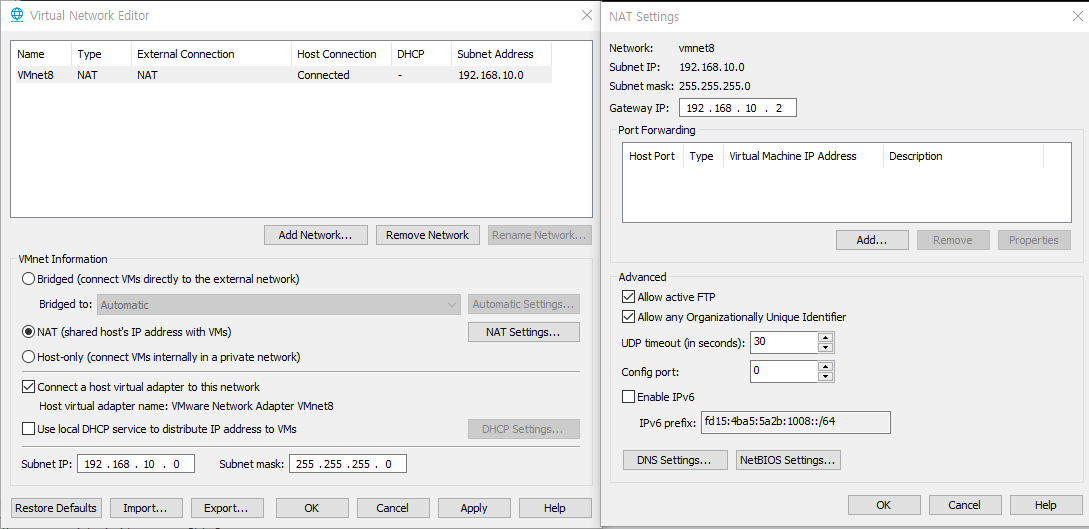 Virtual Network Editor
Name Type External Connection Host Connection DHCP Subnet Address
VMnet8 NAT NAT Connected - 192.168.10.0
Add Network... Remove Network Rename Network...
VMnet Information
Bridged (connect VMs directly to the external network)
Bridged to: Automatic Automatic Settings...
NAT (shared host's IP address with VMs) NAT Settings...
Host-only (connect VMs internally in a private network)
Connect a host virtual adapter to this network
Host virtual adapter name: VMware Network Adapter VMnet8
Use local DHCP service to distribute IP address to VMs DHCP Settings...
Subnet IP: 192 . 168 . 10 . 0 Subnet mask: 255 . 255 . 255 . 0
Restore Defaults Import... Export... OK Cancel Apply Help
NAT Settings
Network: vmnet8
Subnet IP: 192.168.10.0
Subnet mask: 255.255.255.0
Gateway IP: 192 . 168 . 10 . 2
Port Forwarding
Host Port Type Virtual Machine IP Address Description
Add... Remove Properties
Advanced
Allow active FTP
Allow any Organizationally Unique Identifier
UDP timeout (in seconds): 30
Config port: 0
Enable IPv6
IPv6 prefix: fd15:4ba5:5a2b:1008::/64
DNS Settings... NetBIOS Settings...
OK Cancel Help